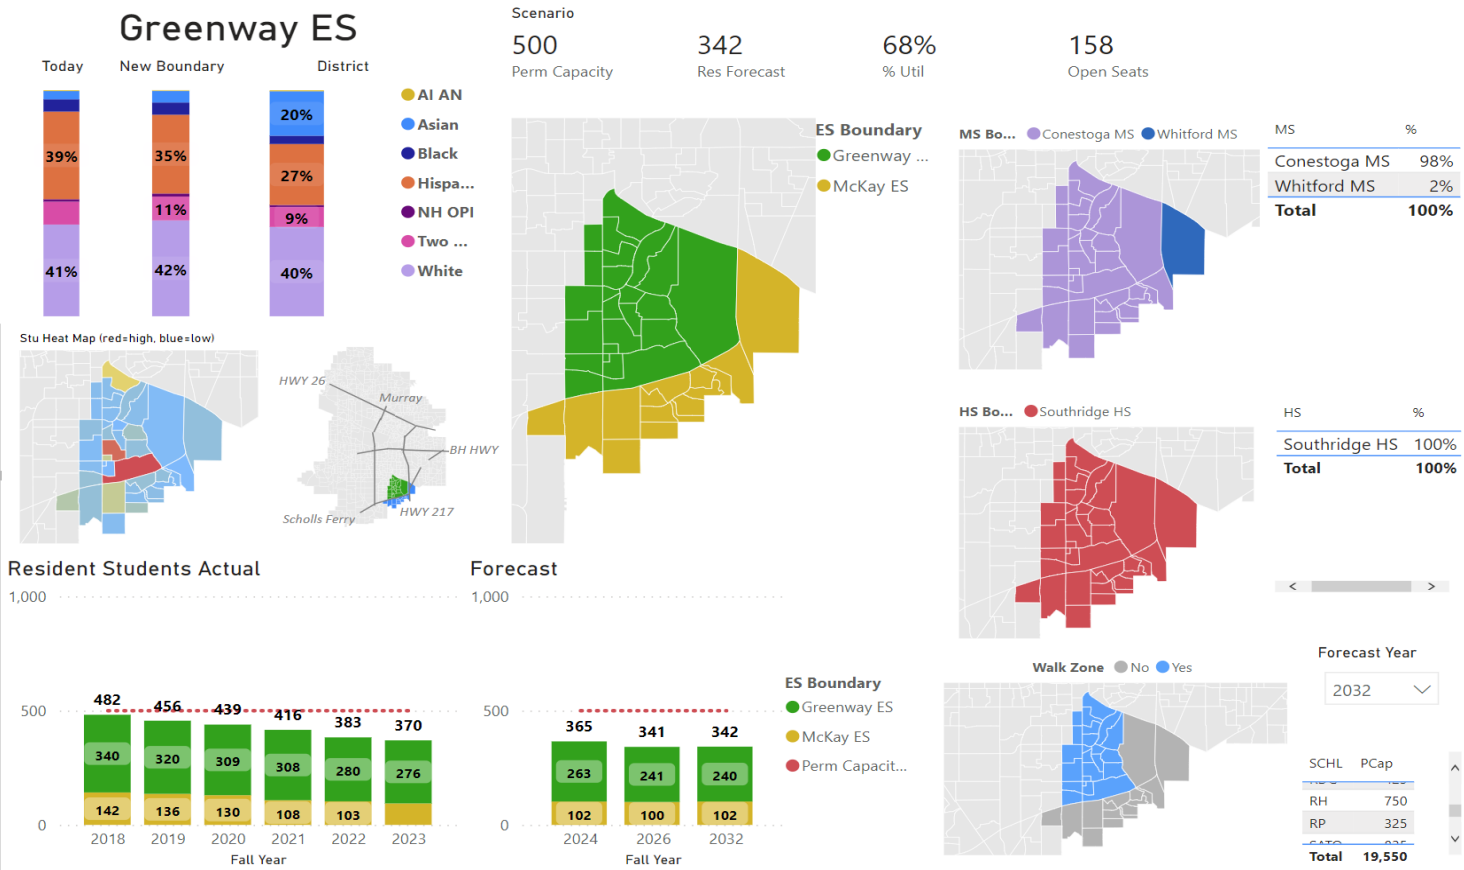 Greenway ES
Today
New Boundary
District
39%
41%
35%
11%
42%
20%
27%
9%
40%
AI AN
Asian
Black
Hispa...
NH OPI
Two ...
White
Scenario
500
Perm Capacity
342
Res Forecast
68%
% Util
158
Open Seats
ES Boundary
Greenway ...
McKay ES
MS Bo...
Conestoga MS
Whitford MS
MS %
Conestoga MS 98%
Whitford MS 2%
Total 100%
Stu Heat Map (red=high, blue=low)
HWY 26
Murray
BH HWY
HWY 217
Scholls Ferry
HS Bo...
Southridge HS
HS %
Southridge HS 100%
Total 100%
Resident Students Actual
1,000
500
0
482
456
439
416
383
370
340
320
309
308
280
276
142
136
130
108
103
2018
2019
2020
2021
2022
2023
Fall Year
Forecast
1,000
500
0
365
341
342
263
241
240
102
100
102
2024
2026
2032
Fall Year
ES Boundary
Greenway ES
McKay ES
Perm Capacit...
Walk Zone
No
Yes
Forecast Year
2032
SCHL PCap
RH 750
RP 325
Total 19,550